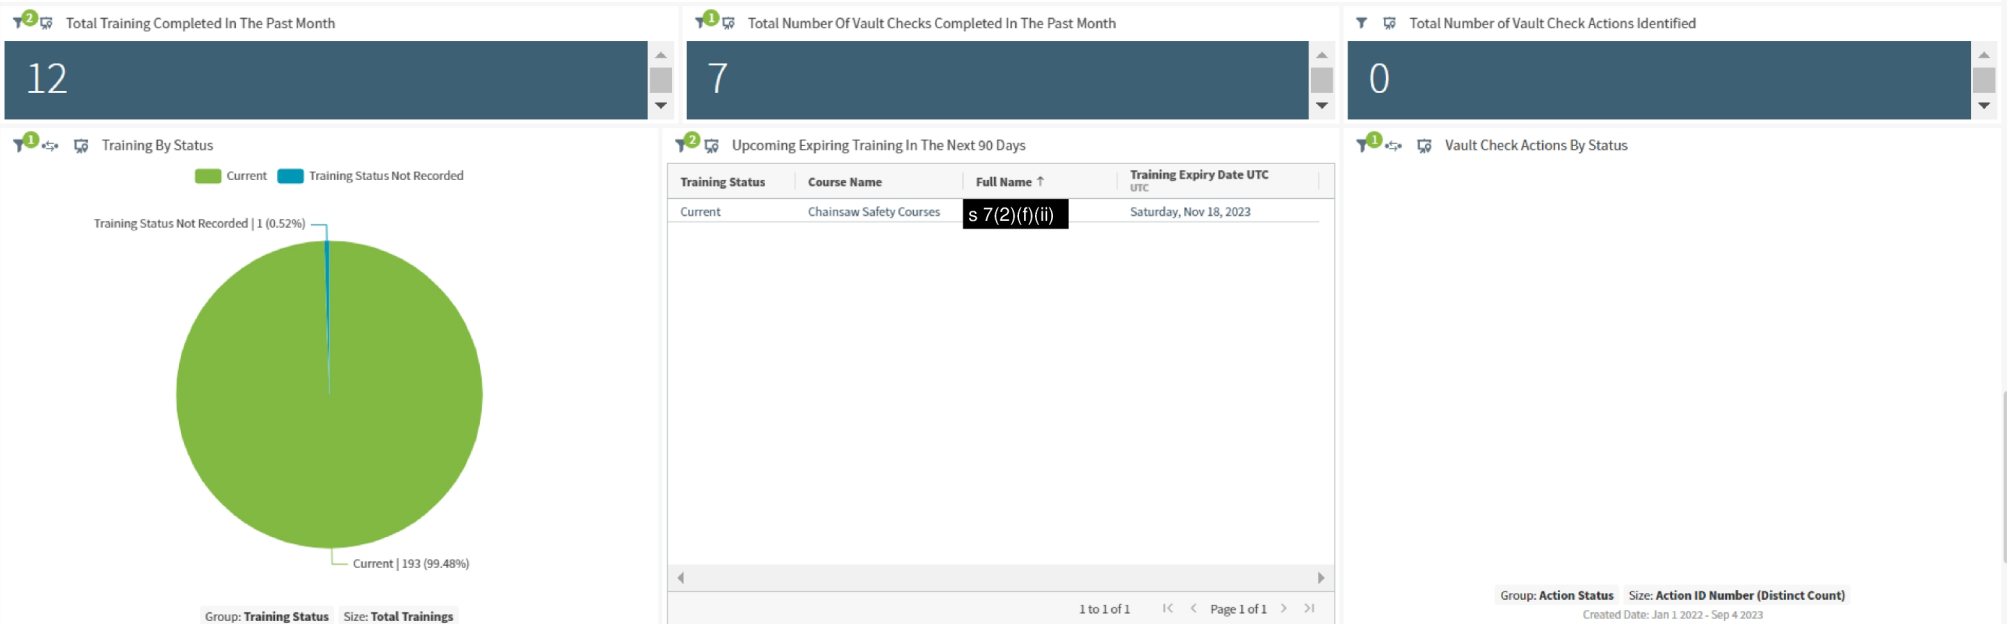 2 Total Training Completed In The Past Month
12
1 Total Number Of Vault Checks Completed In The Past Month
7
Total Number of Vault Check Actions Identified
0
1 Training By Status
Current Training Status Not Recorded
Training Status Not Recorded | 1 (0.52%)
Current | 193 (99.48%)
Group: Training Status Size: Total Trainings
2 Upcoming Expiring Training In The Next 90 Days
Training Status Course Name Full Name ↑ Training Expiry Date UTC
UTC
Current Chainsaw Safety Courses s 7(2)(f)(ii) Saturday, Nov 18, 2023
1 to 1 of 1 Page 1 of 1
1 Vault Check Actions By Status
Group: Action Status Size: Action ID Number (Distinct Count)
Created Date: Jan 1 2022 - Sep 4 2023